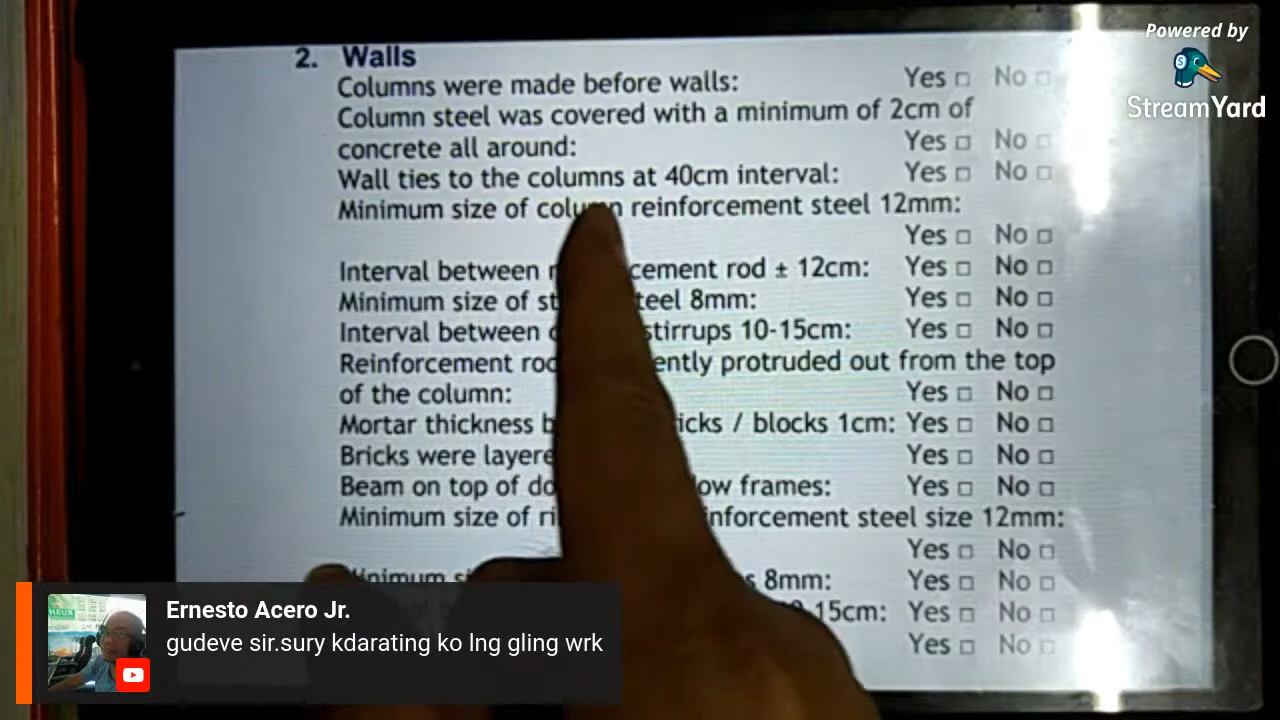 Powered by
StreamYard
2. Walls
Columns were made before walls: Yes □ No □
Column steel was covered with a minimum of 2cm of
concrete all around: Yes □ No □
Wall ties to the columns at 40cm interval: Yes □ No □
Minimum size of column reinforcement steel 12mm:
Yes □ No □
Interval between cement rod ± 12cm: Yes □ No □
Minimum size of teel 8mm: Yes □ No □
Interval between stirrups 10-15cm: Yes □ No □
Reinforcement ently protruded out from the top
of the column: Yes □ No □
Mortar thickness icks / blocks 1cm: Yes □ No □
Bricks were Yes □ No □
Beam on top of ow frames: Yes □ No □
Minimum size of nforcement steel size 12mm:
Yes □ No □
8mm: Yes □ No □
15cm: Yes □ No □
Yes □ No □
Ernesto Acero Jr.
gudeve sir.sury kdarating ko lng gling wrk